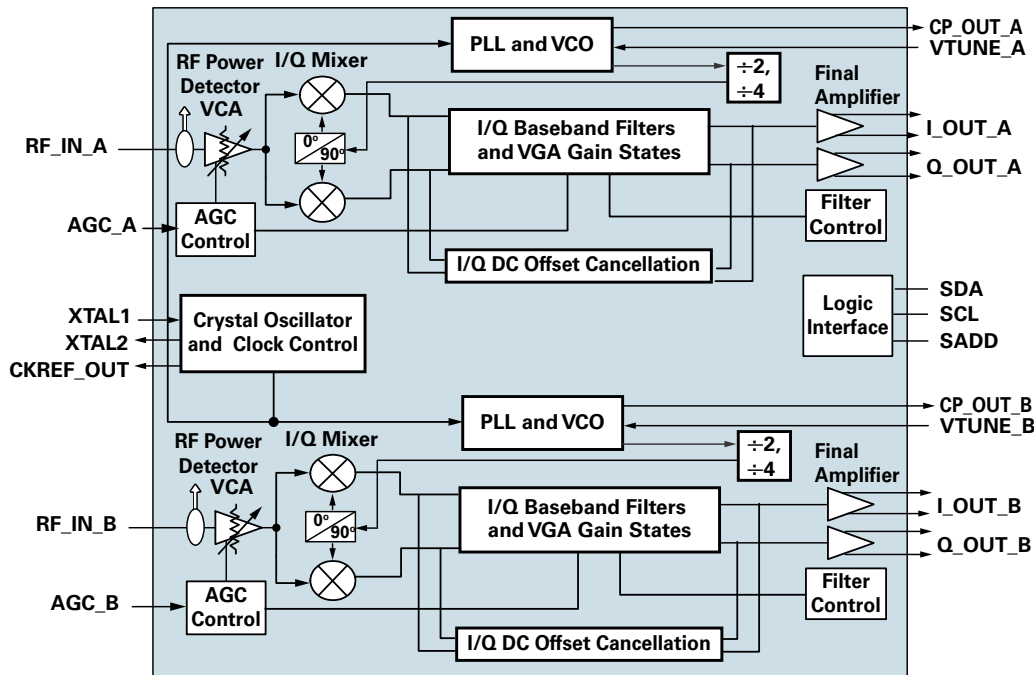 PLL and VCO
CP_OUT_A
VTUNE_A
RF Power
Detector
VCA
I/Q Mixer
÷2,
÷4
Final
Amplifier
RF_IN_A
0°
90°
I/Q Baseband Filters
and VGA Gain States
I_OUT_A
Q_OUT_A
AGC_A
AGC
Control
Filter
Control
I/Q DC Offset Cancellation
XTAL1
XTAL2
CKREF_OUT
Crystal Oscillator
and Clock Control
Logic
Interface
SDA
SCL
SADD
PLL and VCO
CP_OUT_B
VTUNE_B
RF Power
Detector
VCA
I/Q Mixer
÷2,
÷4
Final
Amplifier
RF_IN_B
0°
90°
I/Q Baseband Filters
and VGA Gain States
I_OUT_B
Q_OUT_B
AGC_B
AGC
Control
Filter
Control
I/Q DC Offset Cancellation